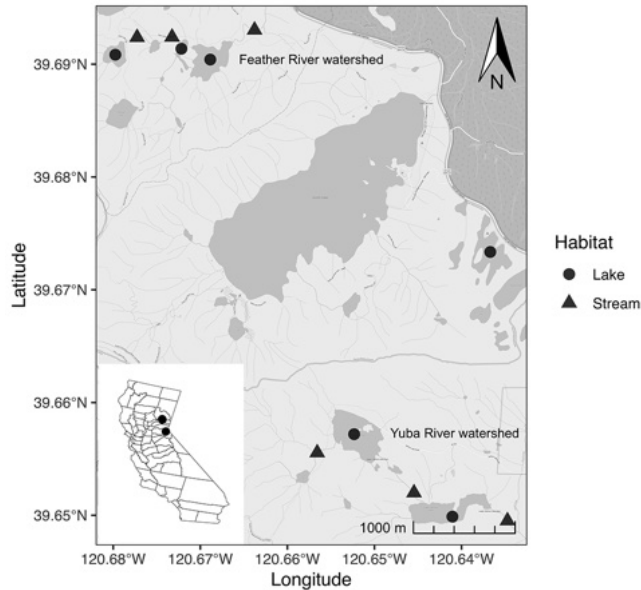 39.69°N
39.68°N
39.67°N
39.66°N
39.65°N
Latitude
Feather River watershed
N
Yuba River watershed
1000 m
120.68°W
120.67°W
120.66°W
120.65°W
120.64°W
Longitude
Habitat
Lake
Stream